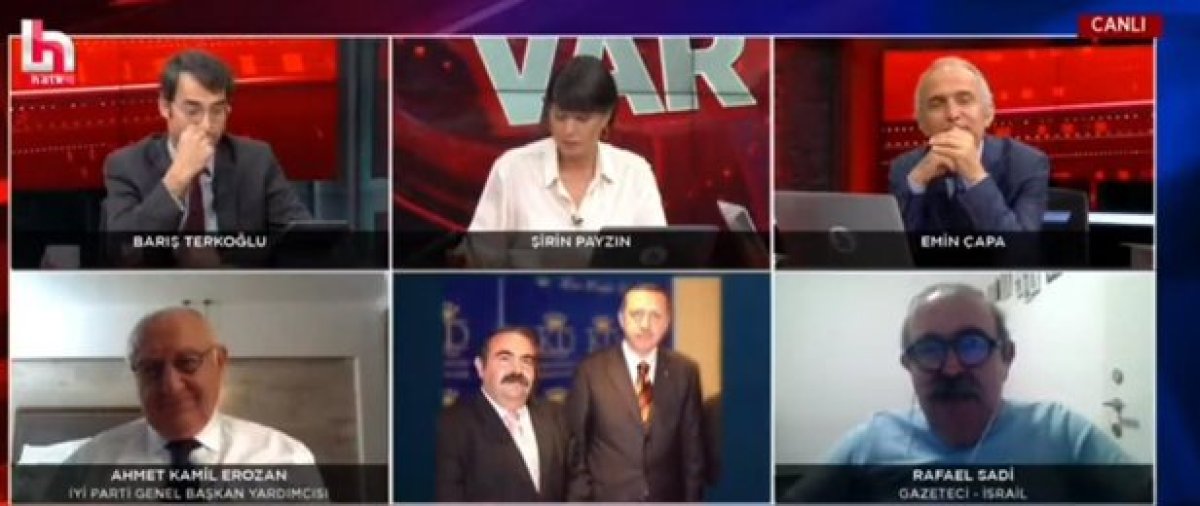 CANLI
VAR
BARIŞ TERKOĞLU
ŞİRİN PAYZIN
EMİN ÇAPA
AHMET KAMİL EROZAN
İYİ PARTİ GENEL BAŞKAN YARDIMCISI
RAFAEL SADİ
GAZETECİ - İSRAİL